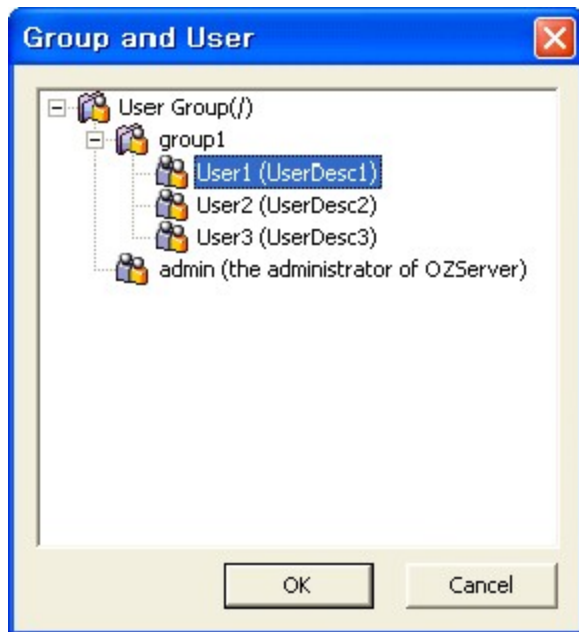 Group and User
User Group(/)
group1
User1 (UserDesc1)
User2 (UserDesc2)
User3 (UserDesc3)
admin (the administrator of OZServer)
OK
Cancel